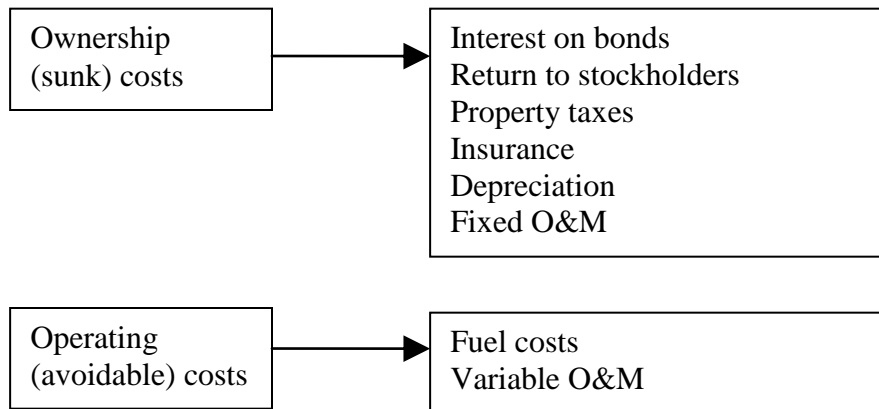 Ownership
(sunk) costs
Interest on bonds
Return to stockholders
Property taxes
Insurance
Depreciation
Fixed O&M
Operating
(avoidable) costs
Fuel costs
Variable O&M